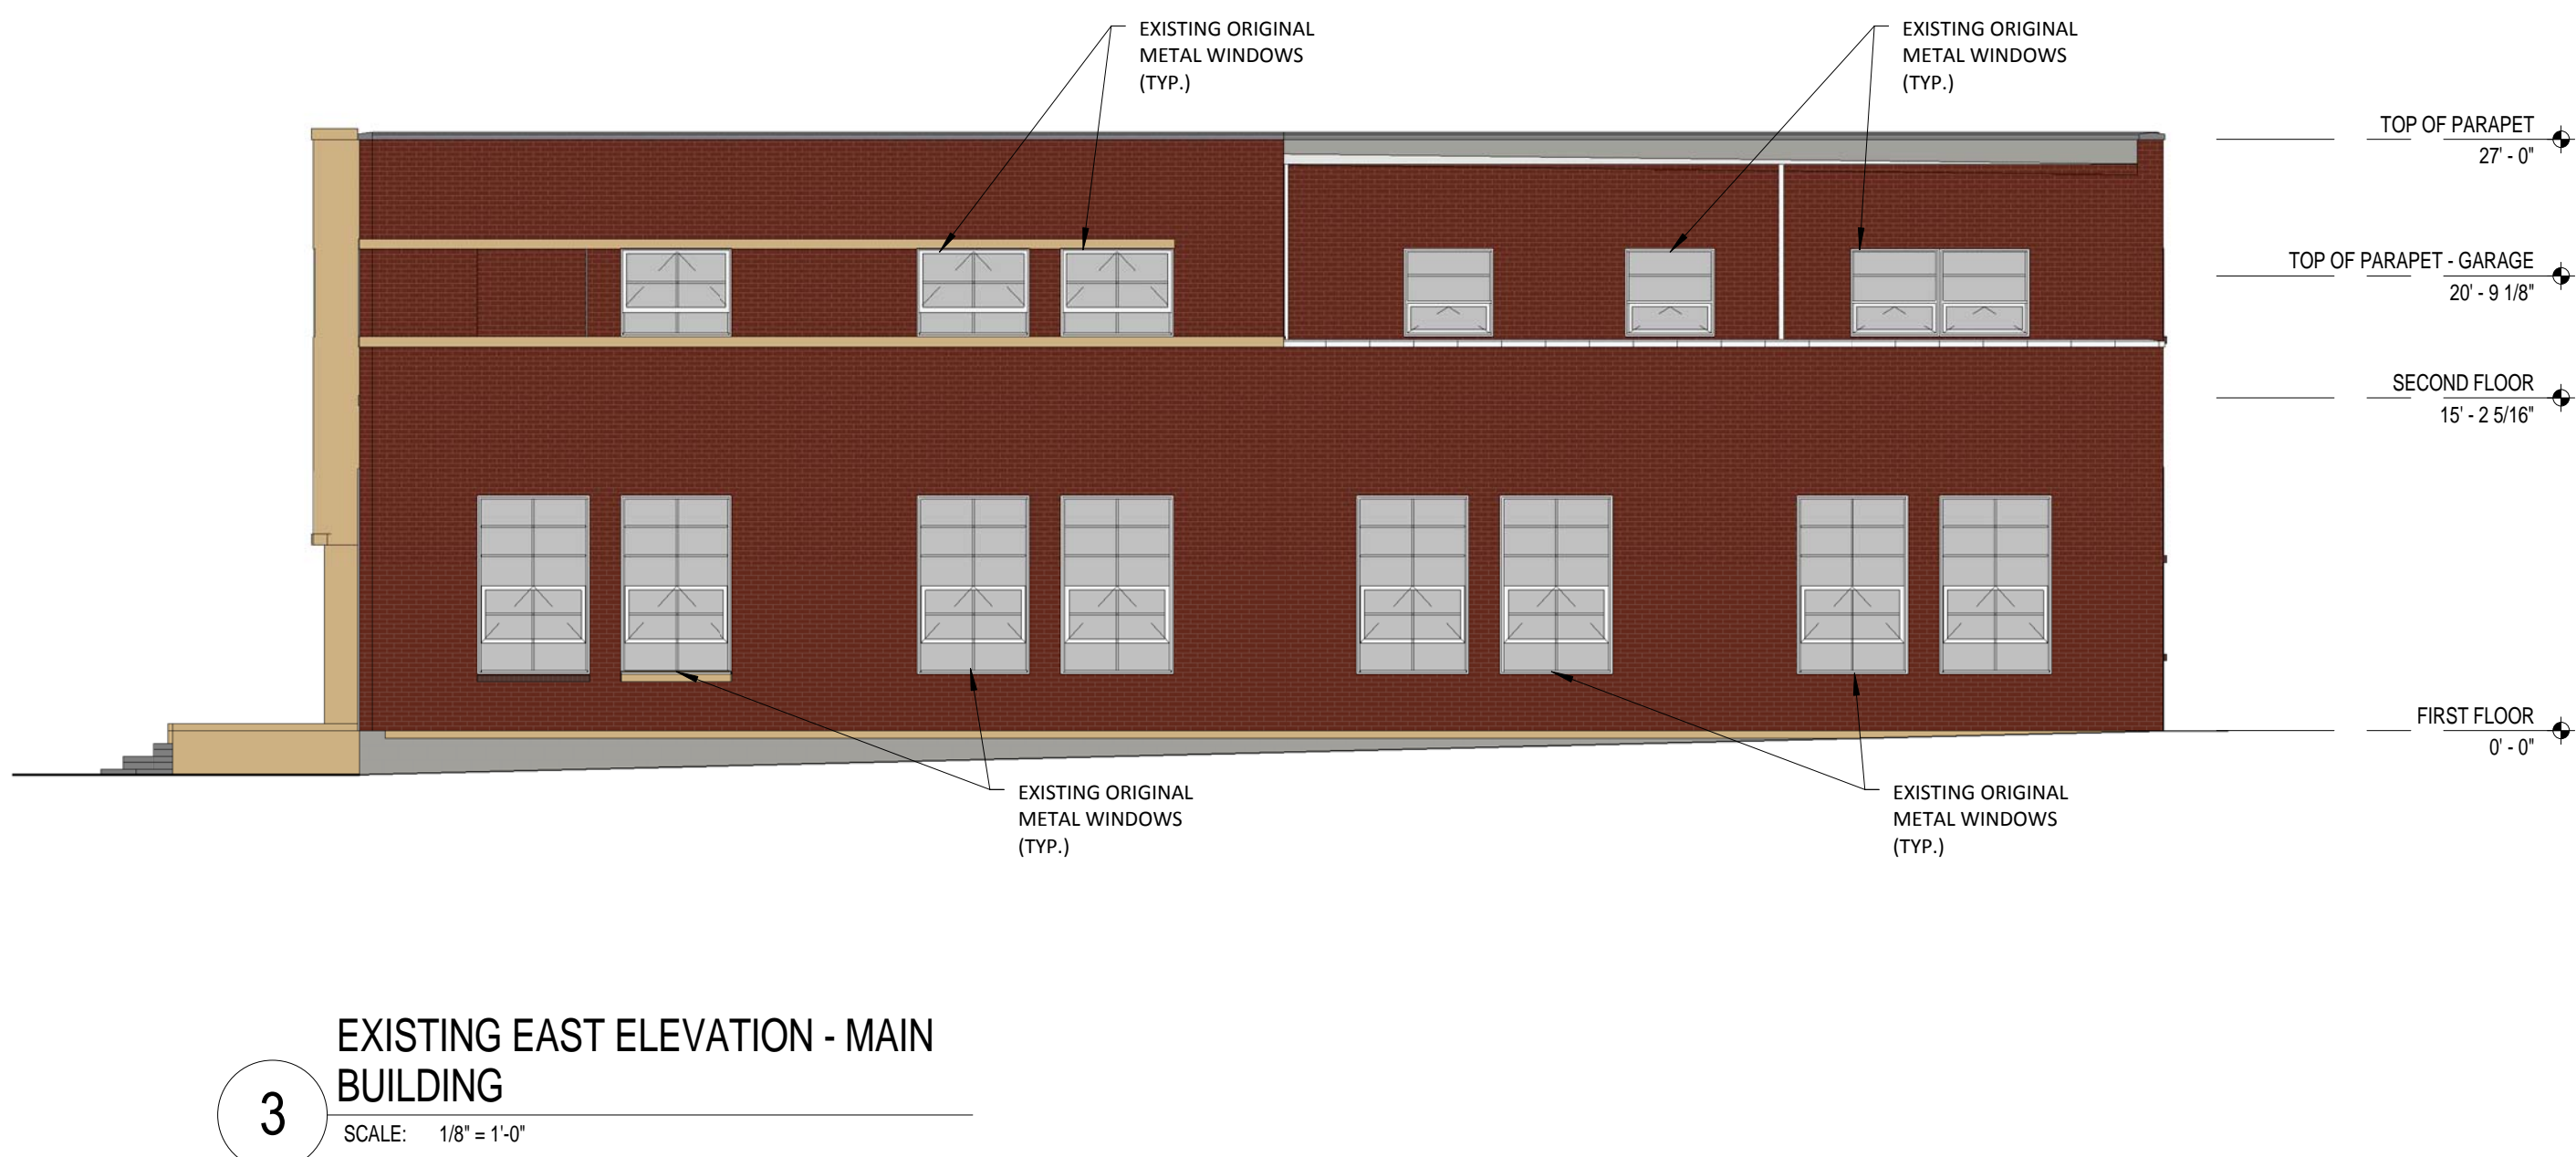 EXISTING ORIGINAL
METAL WINDOWS
(TYP.)
EXISTING ORIGINAL
METAL WINDOWS
(TYP.)
TOP OF PARAPET
27' - 0"
TOP OF PARAPET - GARAGE
20' - 9 1/8"
SECOND FLOOR
15' - 2 5/16"
FIRST FLOOR
0' - 0"
EXISTING ORIGINAL
METAL WINDOWS
(TYP.)
EXISTING ORIGINAL
METAL WINDOWS
(TYP.)
EXISTING EAST ELEVATION - MAIN
BUILDING
3
SCALE: 1/8" = 1'-0"